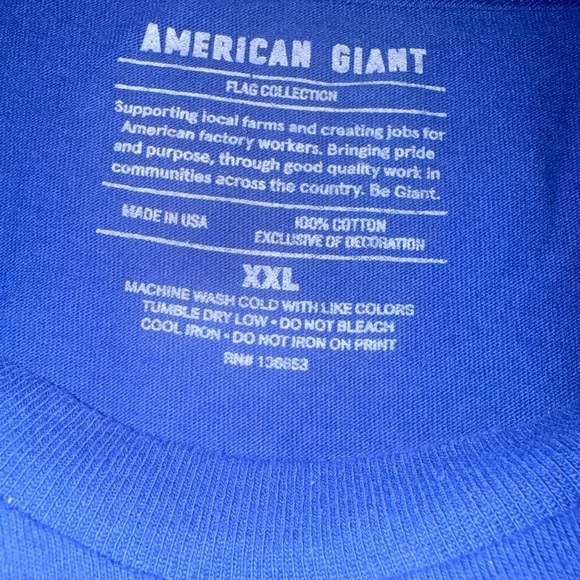 AMERICAN GIANT
FLAG COLLECTION
Supporting local farms and creating jobs for
American factory workers. Bringing pride
and purpose, through good quality work in
communities across the country. Be Giant.
MADE IN USA
100% COTTON
EXCLUSIVE OF DECORATION
XXL
MACHINE WASH COLD WITH LIKE COLORS
TUMBLE DRY LOW • DO NOT BLEACH
COOL IRON • DO NOT IRON ON PRINT
RN#